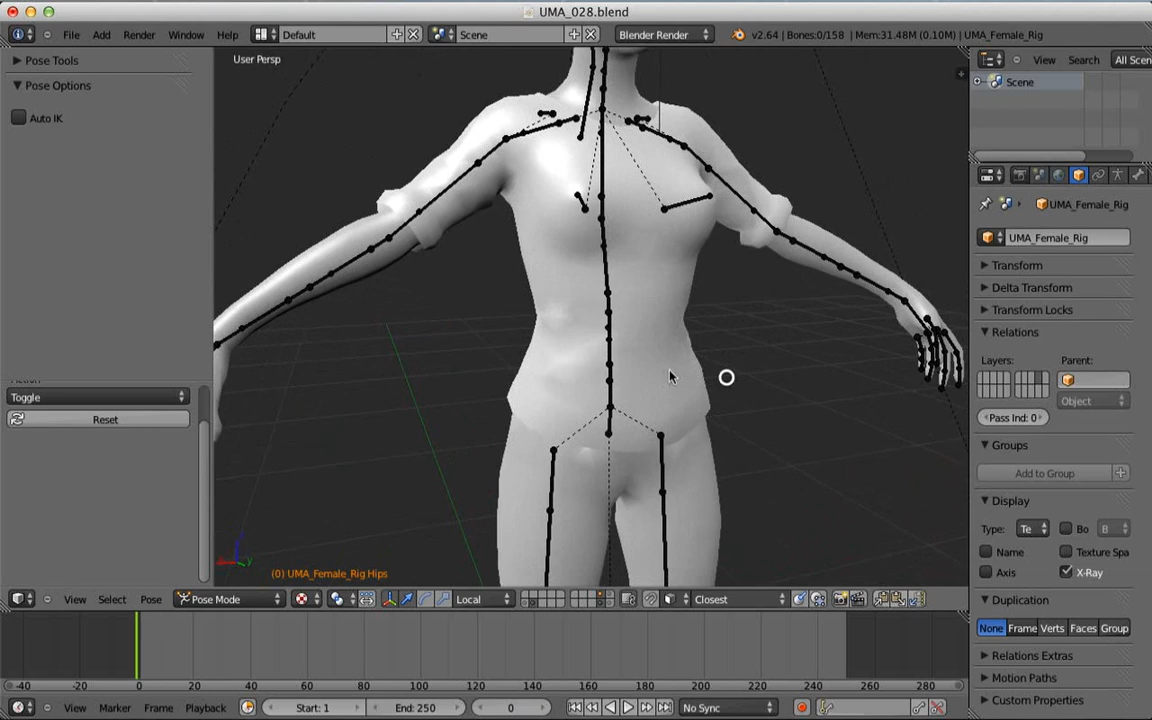 UMA_028.blend
File Add Render Window Help Default Scene Blender Render v2.64 | Bones:0/158 | Mem:31.48M (0.10M) | UMA_Female_Rig
Pose Tools
Pose Options
Auto IK
Toggle
Reset
User Persp
(0) UMA_Female_Rig Hips
View Select Pose Pose Mode Local Closest
-40 -20 0 20 40 60 80 100 120 140 160 180 200 220 240 260 280
View Marker Frame Playback Start: 1 End: 250 0 No Sync
View Search All Scen
Scene
UMA_Female_Rig
UMA_Female_Rig
Transform
Delta Transform
Transform Locks
Relations
Layers: Parent:
Object
Pass Ind: 0
Groups
Add to Group
Display
Type: Te Bo B
Name Texture Spa
Axis X-Ray
Duplication
None Frame Verts Faces Group
Relations Extras
Motion Paths
Custom Properties